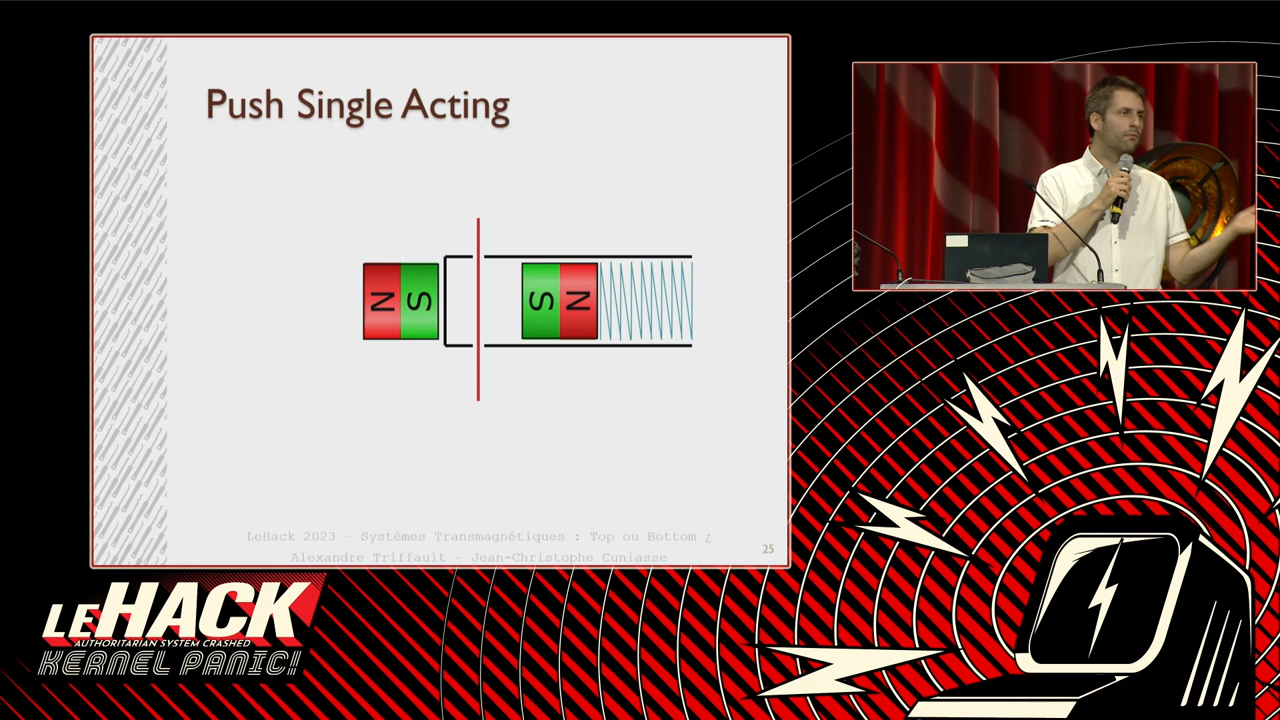 Push Single Acting
N S
S N
LeHack 2023 – Systèmes Transmagnétiques : Top ou Bottom ¿
Alexandre Triffault – Jean-Christophe Cuniasse
25
LEHACK
AUTHORITARIAN SYSTEM CRASHED
KERNEL PANIC!